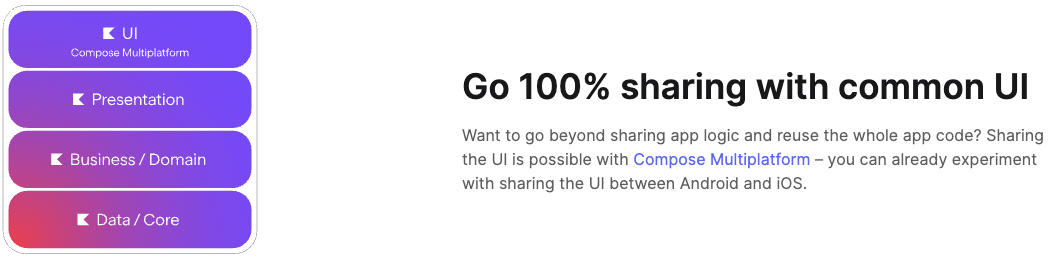 UI
Compose Multiplatform
Presentation
Business / Domain
Data / Core
Go 100% sharing with common UI
Want to go beyond sharing app logic and reuse the whole app code? Sharing
the UI is possible with Compose Multiplatform – you can already experiment
with sharing the UI between Android and iOS.